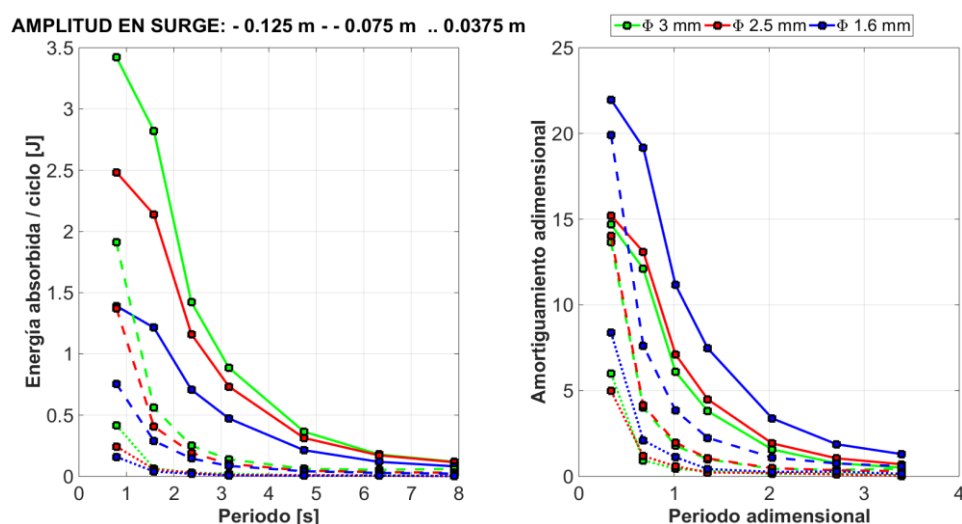 AMPLITUD EN SURGE: - 0.125 m - - 0.075 m .. 0.0375 m
Φ 3 mm Φ 2.5 mm Φ 1.6 mm
3.5
3
2.5
2
1.5
1
0.5
0
Energía absorbida / ciclo [J]
0 1 2 3 4 5 6 7 8
Periodo [s]
25
20
15
10
5
0
Amortiguamiento adimensional
0 1 2 3 4
Periodo adimensional